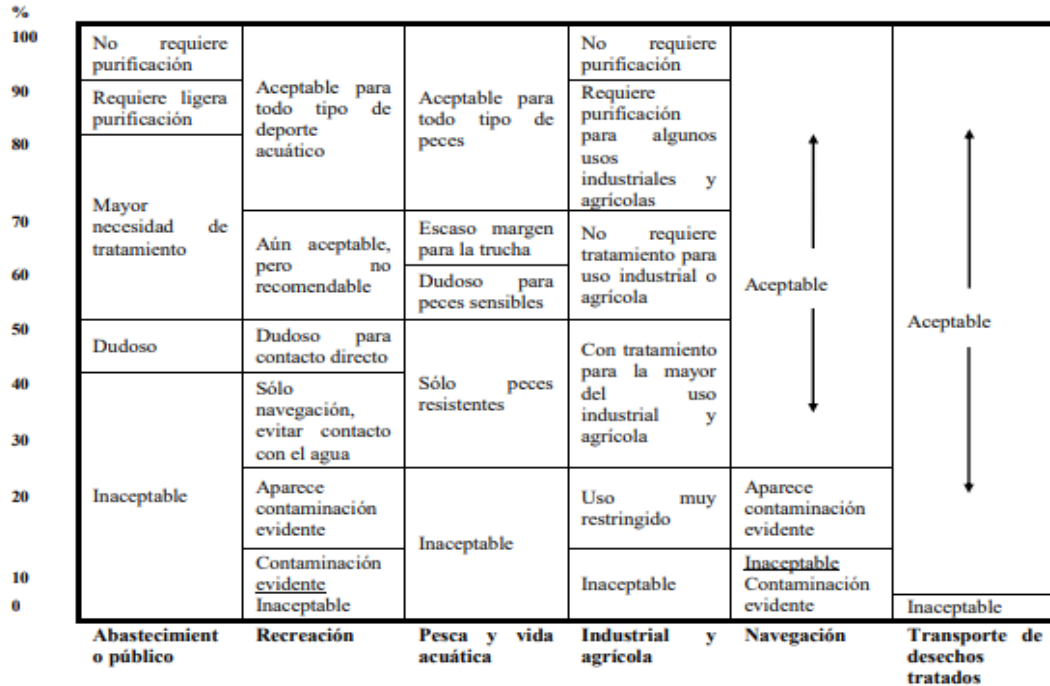 %
100
90
80
70
60
50
40
30
20
10
0
No requiere
purificación
Requiere ligera
purificación
Mayor
necesidad de
tratamiento
Dudoso
Inaceptable
Abastecimient
o público
Aceptable para
todo tipo de
deporte
acuático
Aún aceptable,
pero no
recomendable
Dudoso para
contacto directo
Sólo
navegación,
evitar contacto
con el agua
Aparece
contaminación
evidente
Contaminación
evidente
Inaceptable
Recreación
Aceptable para
todo tipo de
peces
Escaso margen
para la trucha
Dudoso para
peces sensibles
Sólo peces
resistentes
Inaceptable
Pesca y vida
acuática
No requiere
purificación
Requiere
purificación
para algunos
usos
industriales y
agrícolas
No requiere
tratamiento para
uso industrial o
agrícola
Con tratamiento
para la mayor
del uso
industrial y
agrícola
Uso muy
restringido
Inaceptable
Industrial y
agrícola
Aceptable
Aparece
contaminación
evidente
Inaceptable
Contaminación
evidente
Navegación
Aceptable
Inaceptable
Transporte de
desechos
tratados